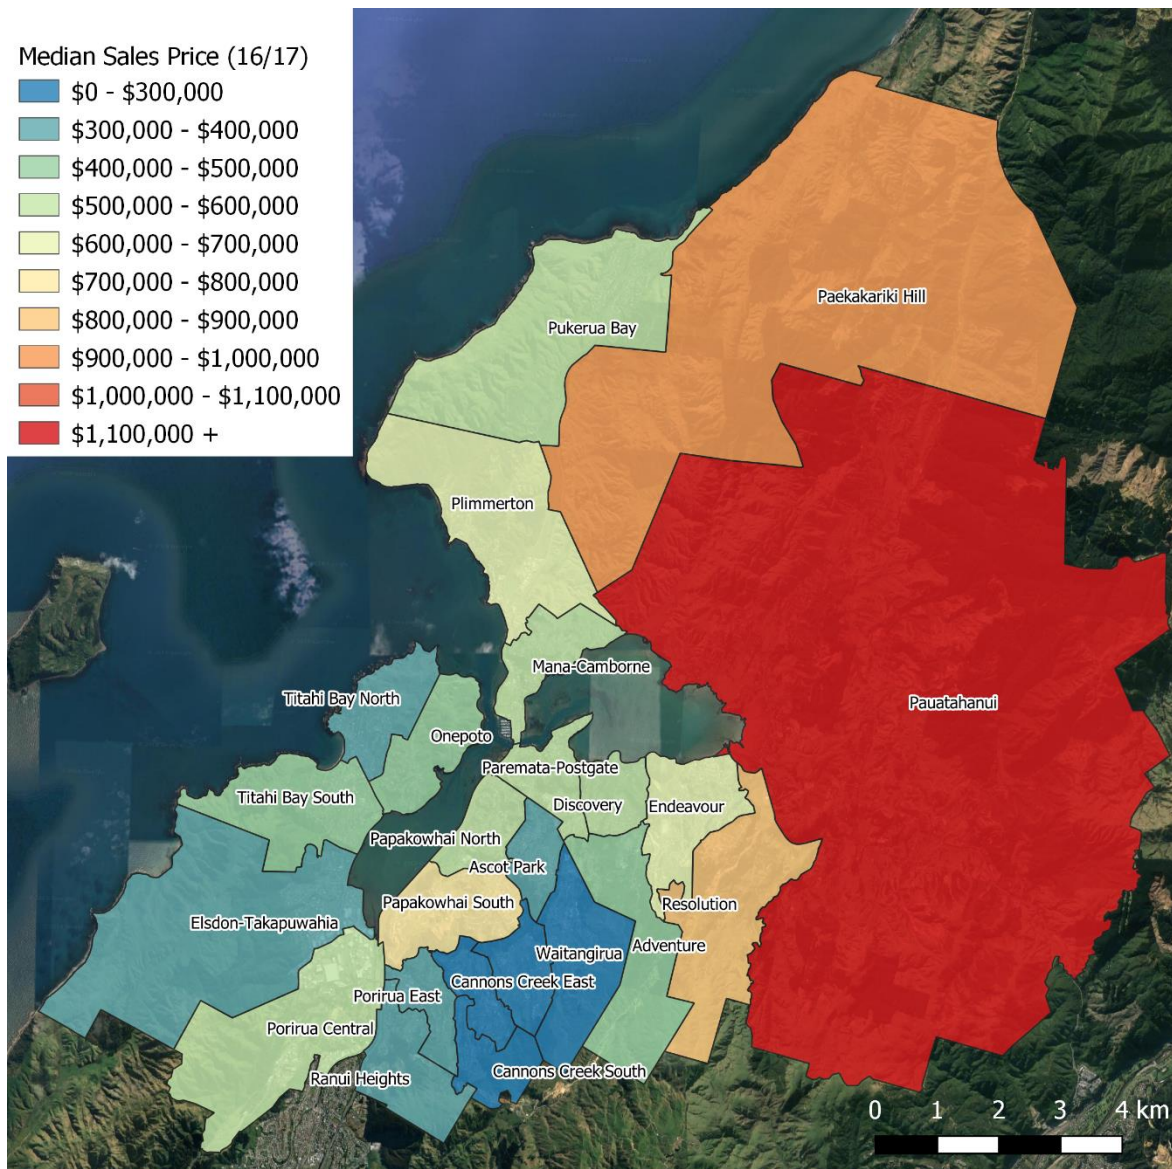 Median Sales Price (16/17)
$0 - $300,000
$300,000 - $400,000
$400,000 - $500,000
$500,000 - $600,000
$600,000 - $700,000
$700,000 - $800,000
$800,000 - $900,000
$900,000 - $1,000,000
$1,000,000 - $1,100,000
$1,100,000 +
Paekakariki Hill
Pukerua Bay
Plimmerton
Mana-Camborne
Titahi Bay North
Pauatahanui
Onepoto
Paremata-Postgate
Titahi Bay South
Discovery
Endeavour
Papakowhai North
Ascot Park
Papakowhai South
Resolution
Elsdon-Takapuwahia
Adventure
Waitangirua
Cannons Creek East
Porirua East
Porirua Central
Cannons Creek South
Ranui Heights
0 1 2 3 4 km